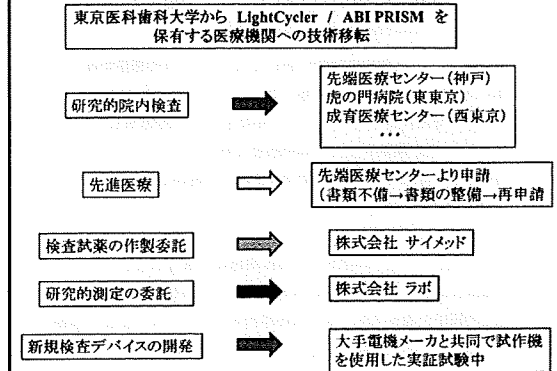 東京医科歯科大学から LightCycler / ABI PRISM を
保有する医療機関への技術移転
研究的院内検査
先端医療センター(神戸)
虎の門病院(東東京)
成育医療センター(西東京)
・・・
先進医療
先端医療センターより申請
(書類不備→書類の整備→再申請
検査試薬の作製委託
株式会社 サイメッド
研究的測定の委託
株式会社 ラボ
新規検査デバイスの開発
大手電機メーカと共同で試作機
を使用した実証試験中